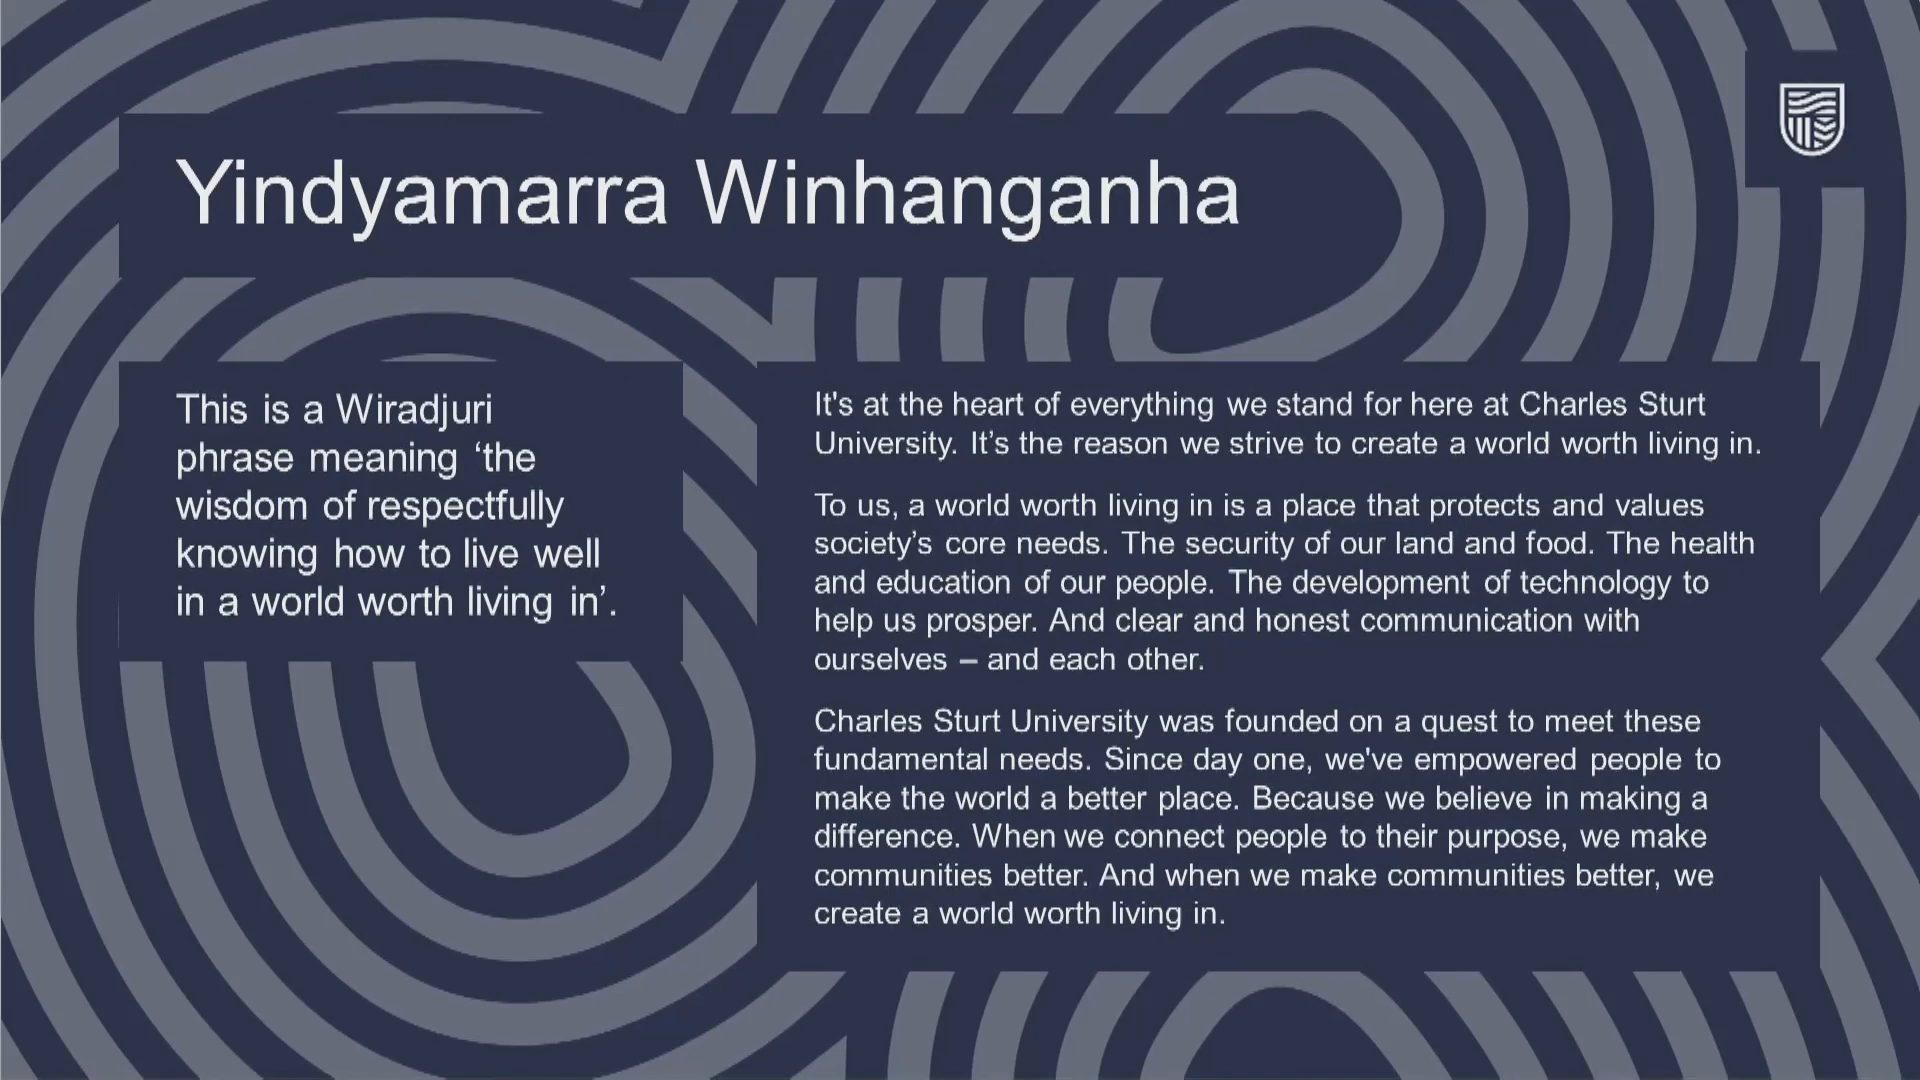 Yindyamarra Winhanganha
This is a Wiradjuri
phrase meaning ‘the
wisdom of respectfully
knowing how to live well
in a world worth living in’.
It's at the heart of everything we stand for here at Charles Sturt
University. It’s the reason we strive to create a world worth living in.
To us, a world worth living in is a place that protects and values
society’s core needs. The security of our land and food. The health
and education of our people. The development of technology to
help us prosper. And clear and honest communication with
ourselves – and each other.
Charles Sturt University was founded on a quest to meet these
fundamental needs. Since day one, we've empowered people to
make the world a better place. Because we believe in making a
difference. When we connect people to their purpose, we make
communities better. And when we make communities better, we
create a world worth living in.